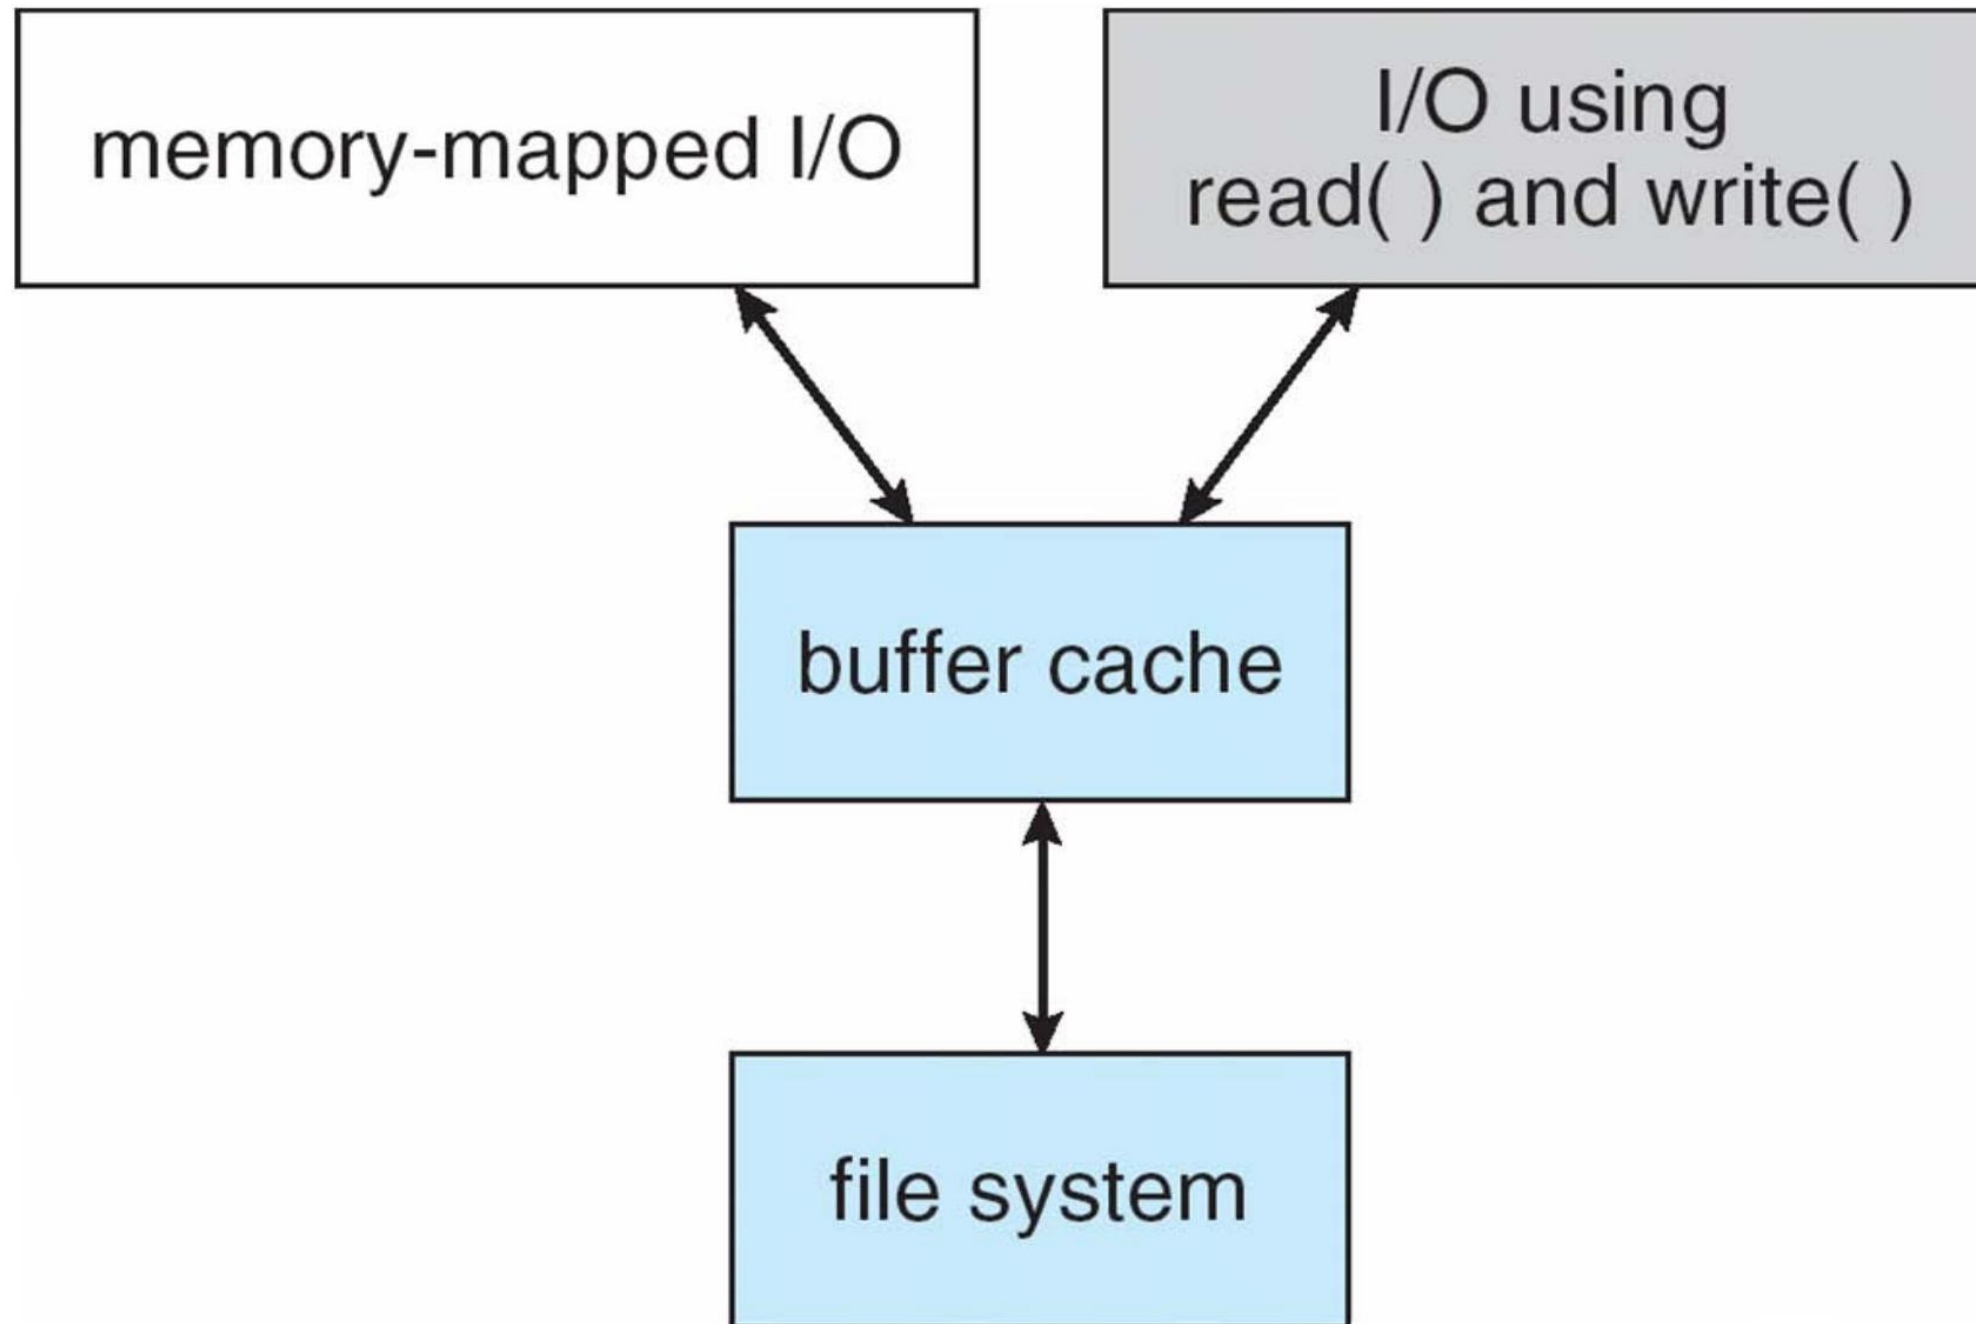 memory-mapped I/O
I/O using
read( ) and write( )
buffer cache
file system